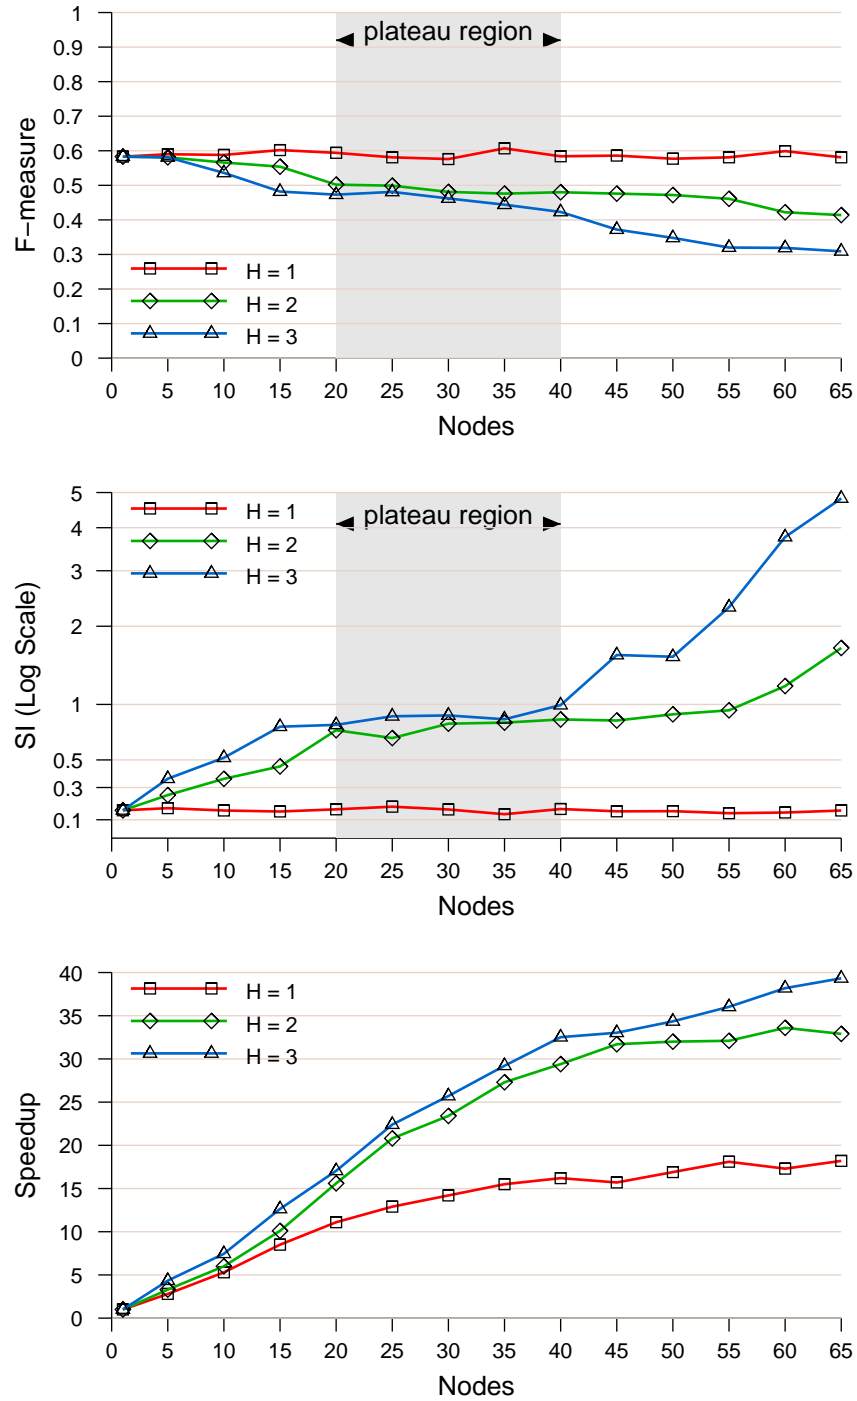 1
0.9
0.8
0.7
0.6
0.5
0.4
0.3
0.2
0.1
0
F−measure
plateau region
H = 1
H = 2
H = 3
0 5 10 15 20 25 30 35 40 45 50 55 60 65
Nodes
5
4
3
2
1
0.5
0.3
0.1
SI (Log Scale)
plateau region
H = 1
H = 2
H = 3
0 5 10 15 20 25 30 35 40 45 50 55 60 65
Nodes
40
35
30
25
20
15
10
5
0
Speedup
H = 1
H = 2
H = 3
0 5 10 15 20 25 30 35 40 45 50 55 60 65
Nodes